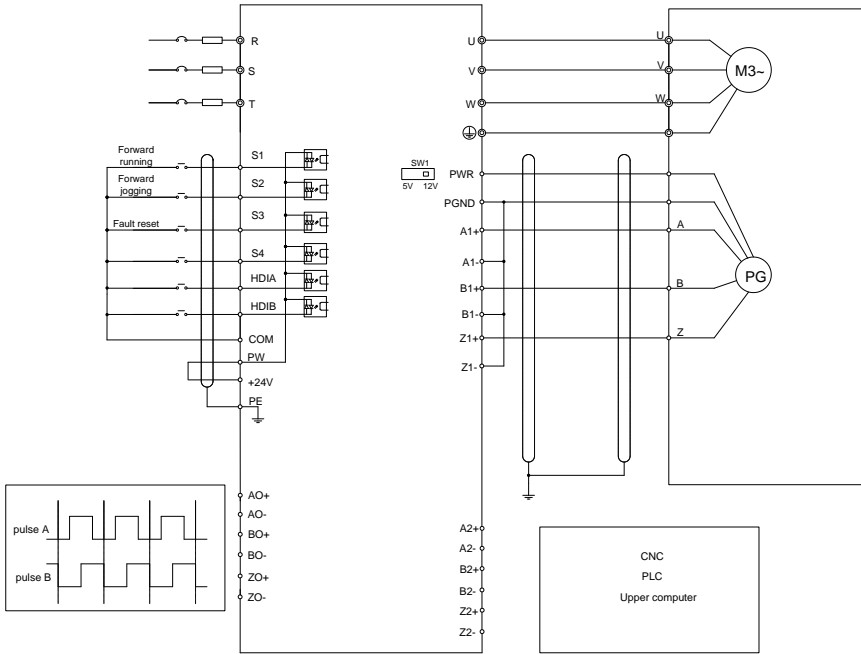 R
S
T
U
V
W
U
V
W
M3~
Forward
running
S1
Forward
jogging
S2
Fault reset
S3
S4
HDIA
HDIB
COM
PW
+24V
PE
SW1
5V 12V
PWR
PGND
A1+
A1-
B1+
B1-
Z1+
Z1-
A
B
Z
PG
pulse A
pulse B
AO+
AO-
BO+
BO-
ZO+
ZO-
A2+
A2-
B2+
B2-
Z2+
Z2-
CNC
PLC
Upper computer